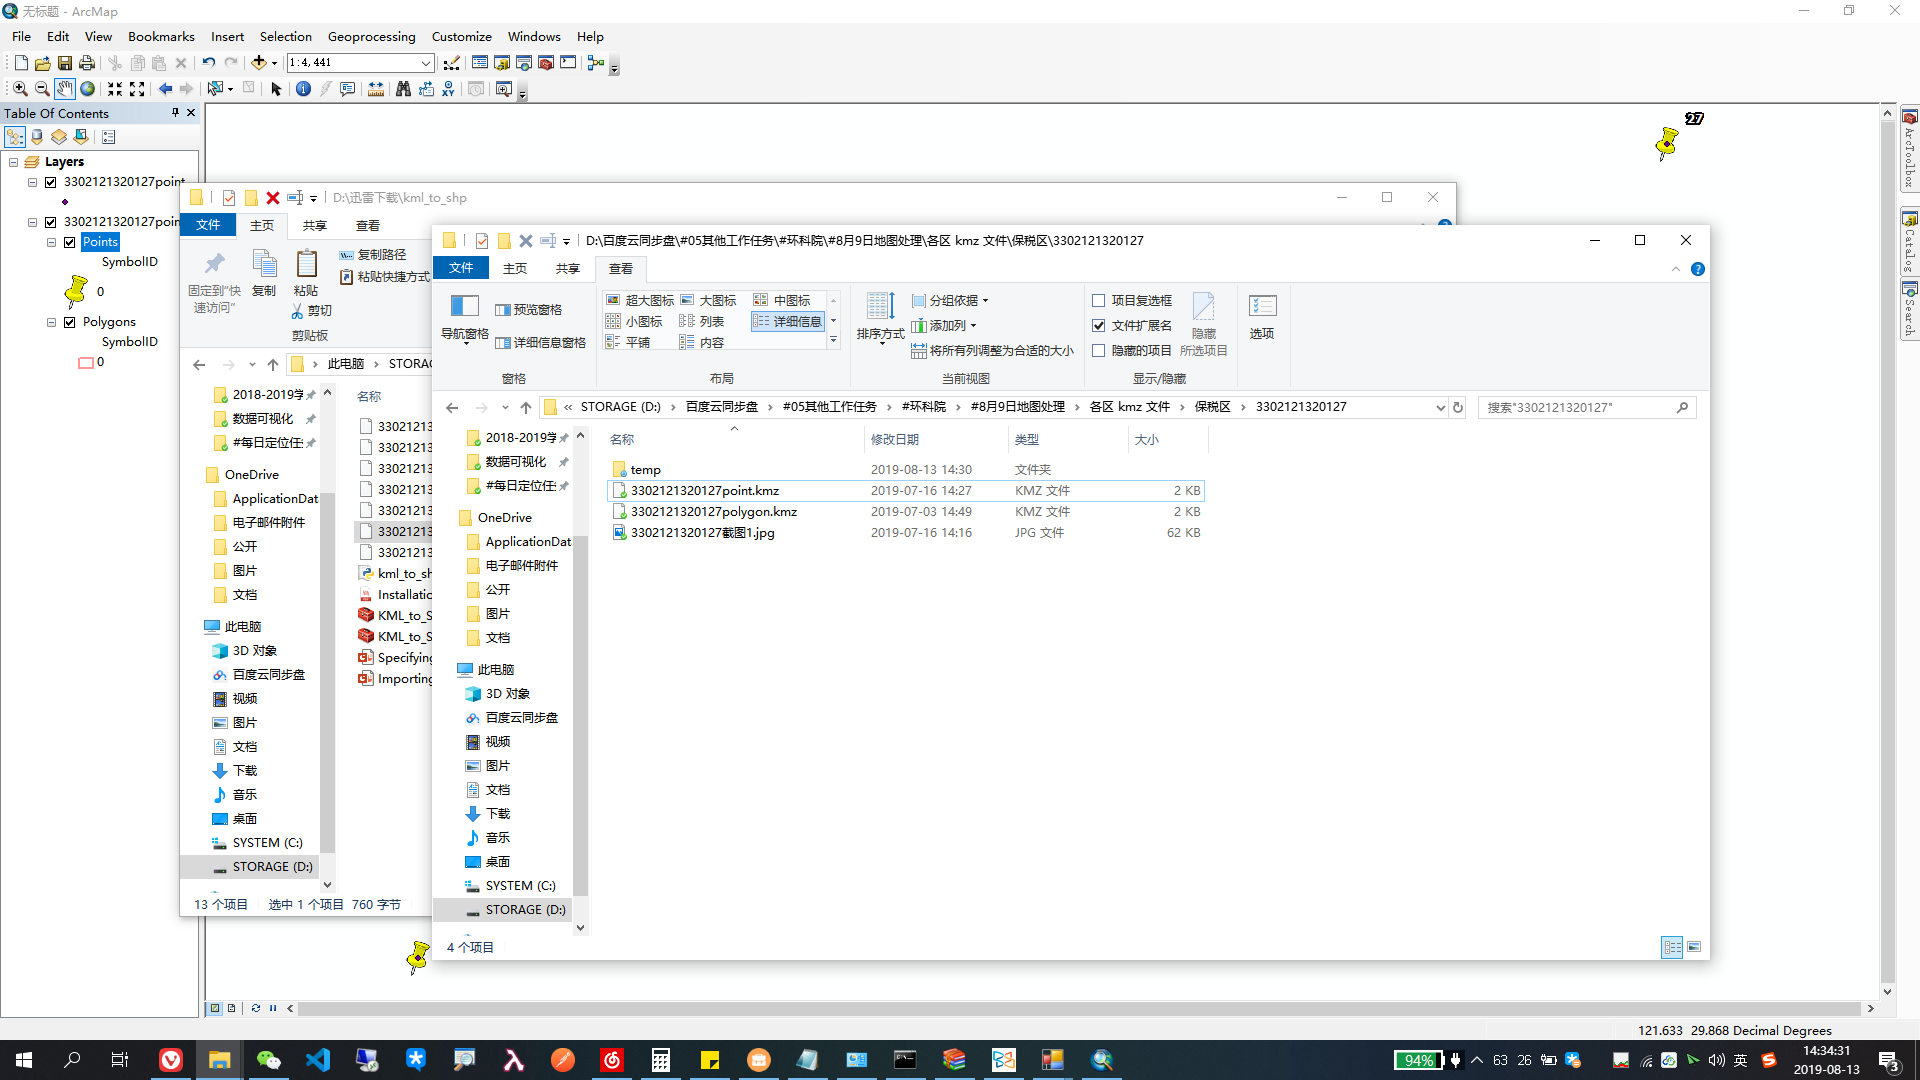 无标题 - ArcMap
File Edit View Bookmarks Insert Selection Geoprocessing Customize Windows Help
1:4,441
Table Of Contents
Layers
3302121320127point
3302121320127poin
Points
SymbolID
0
Polygons
SymbolID
0
27
ArcToolbox
Catalog
Search
D:\迅雷下载\kml_to_shp
文件 主页 共享 查看
固定到"快速访问"
复制
粘贴
复制路径
粘贴快捷方式
剪切
剪贴板
此电脑 STORAG
2018-2019学
数据可视化
#每日定位任务
OneDrive
ApplicationDat
电子邮件附件
公开
图片
文档
此电脑
3D 对象
百度云同步盘
视频
图片
文档
下载
音乐
桌面
SYSTEM (C:)
STORAGE (D:)
名称
3302121
3302121
3302121
3302121
3302121
3302121
3302121
kml_to_sh
Installatio
KML_to_S
KML_to_S
Specifying
Importing
13 个项目 选中 1 个项目 760 字节
D:\百度云同步盘\#05其他工作任务\#环科院\#8月9日地图处理\各区 kmz 文件\保税区\3302121320127
文件 主页 共享 查看
导航窗格
预览窗格
详细信息窗格
窗格
超大图标 大图标 中图标
小图标 列表 详细信息
平铺 内容
布局
排序方式
分组依据
添加列
将所有列调整为合适的大小
当前视图
项目复选框
文件扩展名
隐藏的项目
隐藏
所选项目
显示/隐藏
选项
« STORAGE (D:) 百度云同步盘 #05其他工作任务 #环科院 #8月9日地图处理 各区 kmz 文件 保税区 3302121320127
搜索"3302121320127"
2018-2019学
数据可视化
#每日定位任务
OneDrive
ApplicationDat
电子邮件附件
公开
图片
文档
此电脑
3D 对象
百度云同步盘
视频
图片
文档
下载
音乐
桌面
SYSTEM (C:)
STORAGE (D:)
名称 修改日期 类型 大小
temp 2019-08-13 14:30 文件夹
3302121320127point.kmz 2019-07-16 14:27 KMZ 文件 2 KB
3302121320127polygon.kmz 2019-07-03 14:49 KMZ 文件 2 KB
3302121320127截图1.jpg 2019-07-16 14:16 JPG 文件 62 KB
4 个项目
121.633 29.868 Decimal Degrees
94% 63 26 英
14:34:31
2019-08-13
3